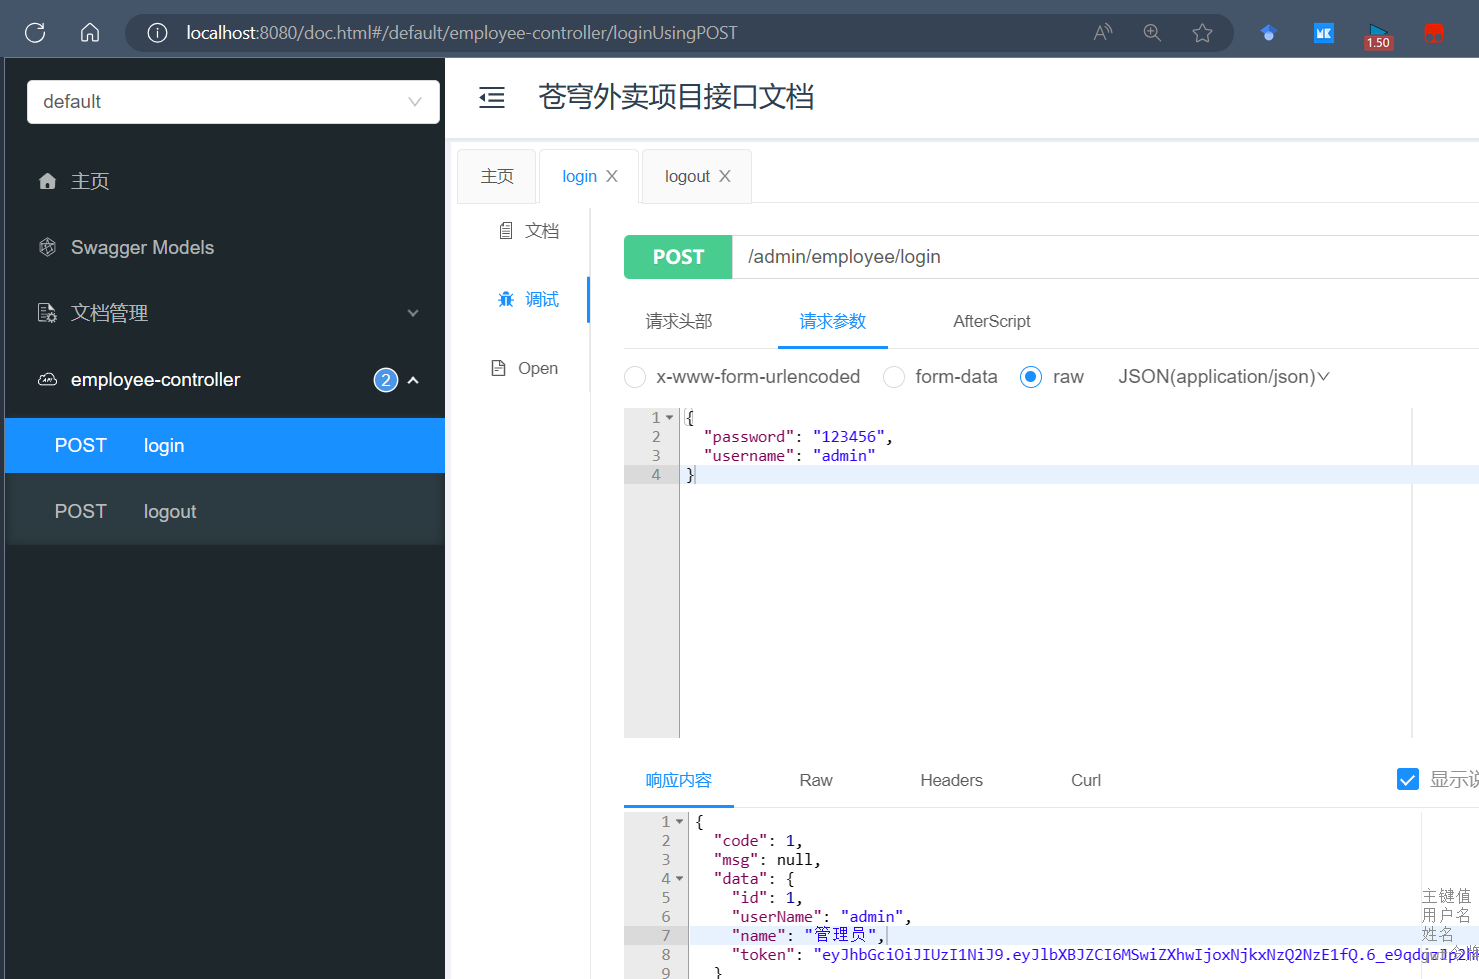 localhost:8080/doc.html#/default/employee-controller/loginUsingPOST
1.50
default
苍穹外卖项目接口文档
主页
Swagger Models
文档管理
employee-controller 2
POST login
POST logout
主页 login X logout X
文档
调试
Open
POST /admin/employee/login
请求头部 请求参数 AfterScript
x-www-form-urlencoded form-data raw JSON(application/json)
1 {
2 "password": "123456",
3 "username": "admin"
4 }
响应内容 Raw Headers Curl 显示说
1 {
2 "code": 1,
3 "msg": null,
4 "data": {
5 "id": 1, 主键值
6 "userName": "admin", 用户名
7 "name": "管理员", 姓名
8 "token": "eyJhbGciOiJIUzI1NiJ9.eyJlbXBJZCI6MSwiZXhwIjoxNjkxNzQ2NzE1fQ.6_e9qd
9 }